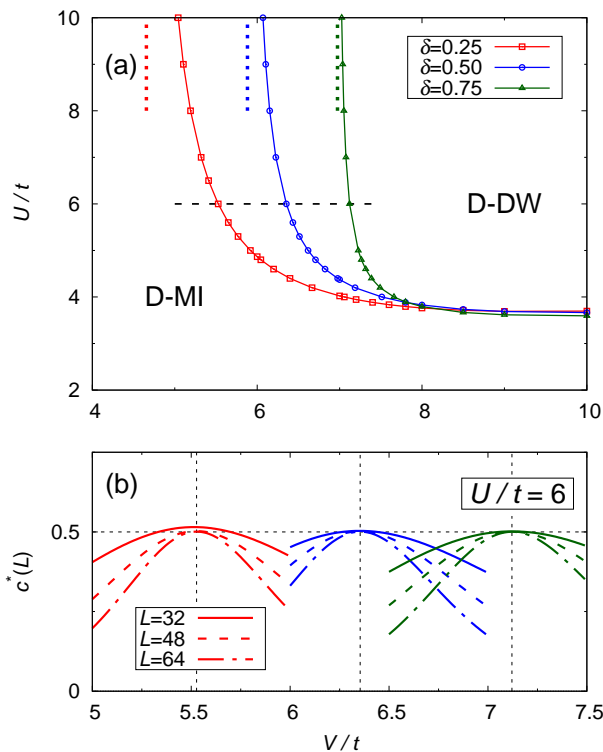 (a)
δ=0.25
δ=0.50
δ=0.75
D-DW
D-MI
U / t
10
8
6
4
2
4 6 8 10
(b)
U / t = 6
L=32
L=48
L=64
c*(L)
0.5
0
5 5.5 6 6.5 7 7.5
V / t